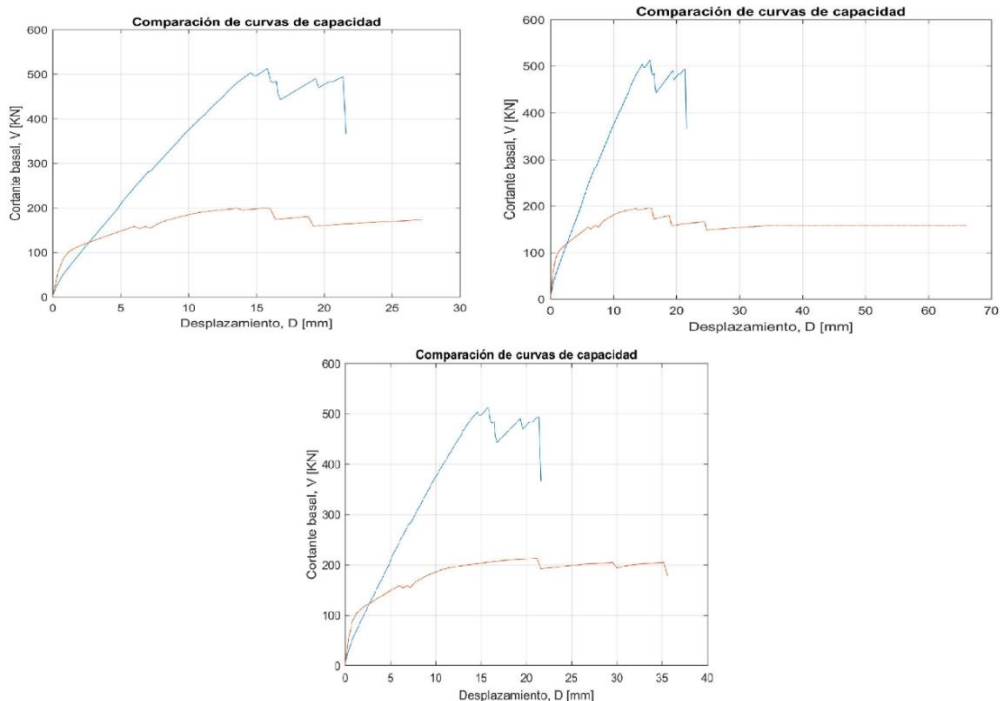 Comparación de curvas de capacidad
600
500
400
300
200
100
0
Cortante basal, V [KN]
0 5 10 15 20 25 30
Desplazamiento, D [mm]
Comparación de curvas de capacidad
600
500
400
300
200
100
0
Cortante basal, V [KN]
0 10 20 30 40 50 60 70
Desplazamiento, D [mm]
Comparación de curvas de capacidad
600
500
400
300
200
100
0
Cortante basal, V [KN]
0 5 10 15 20 25 30 35 40
Desplazamiento, D [mm]